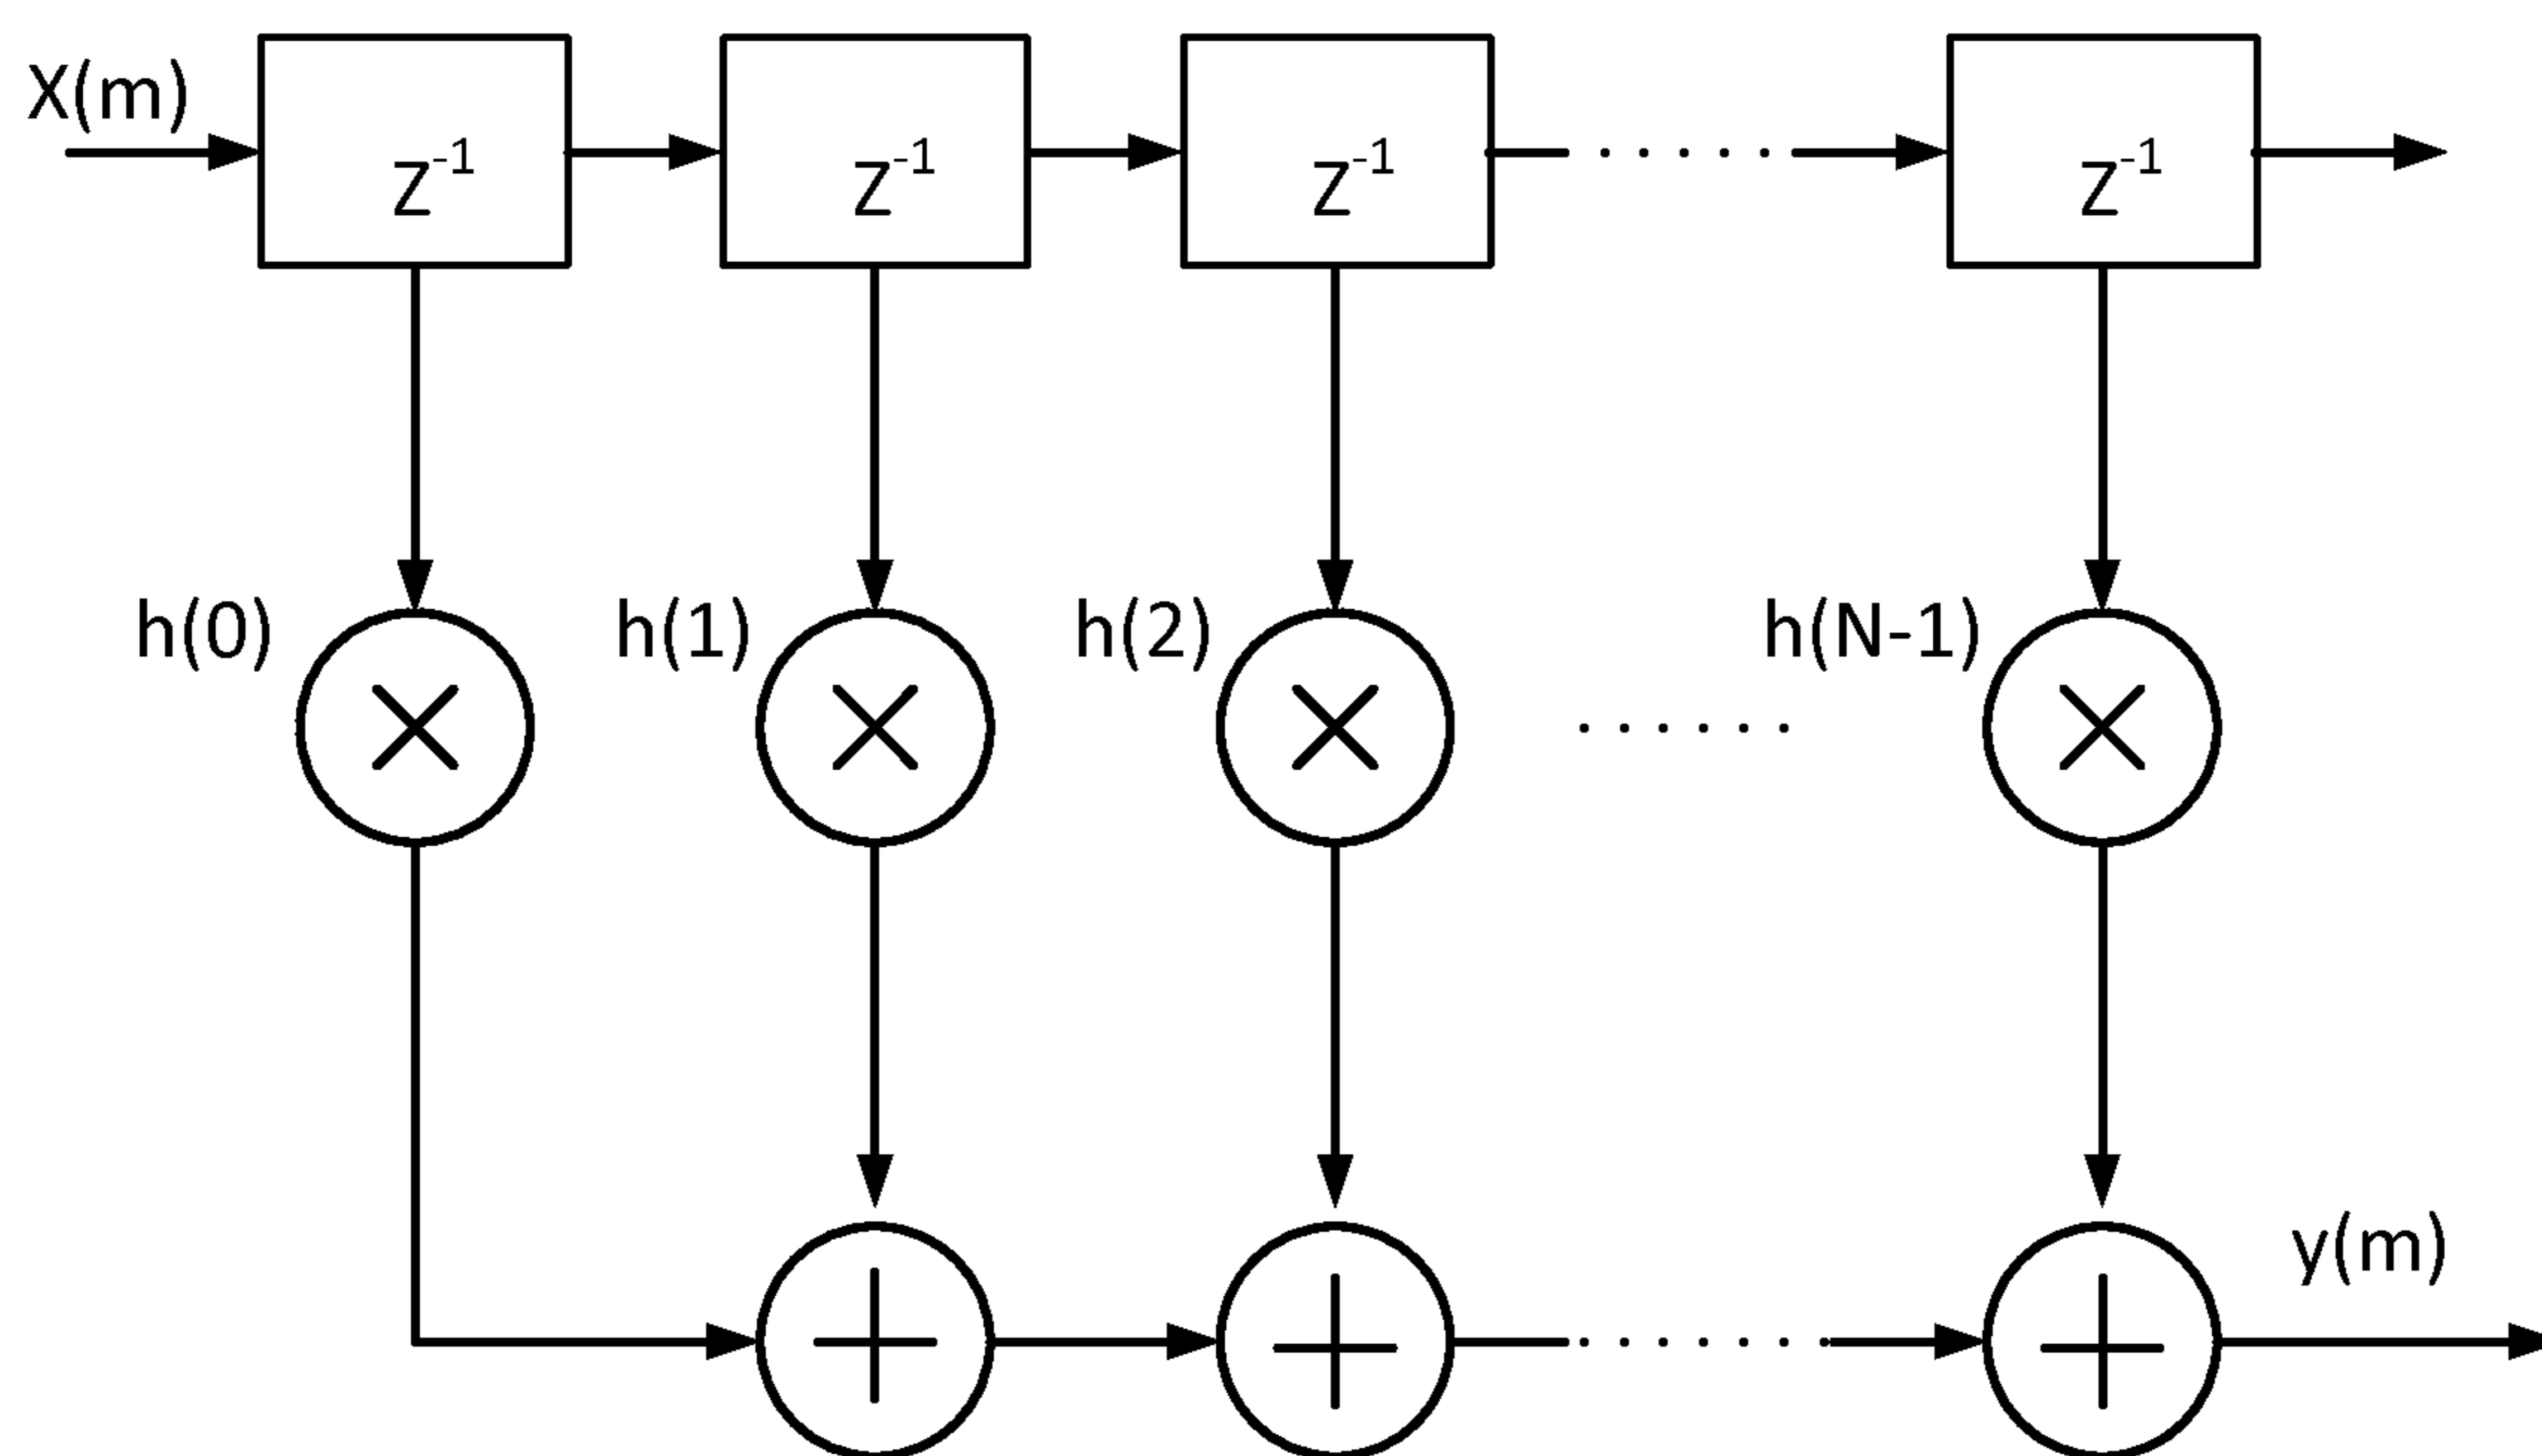 X(m)
Z-1 Z-1 Z-1 . . . . . Z-1
h(0) h(1) h(2) h(N-1)
× × × . . . . . . ×
y(m)
+ + . . . . . . . +